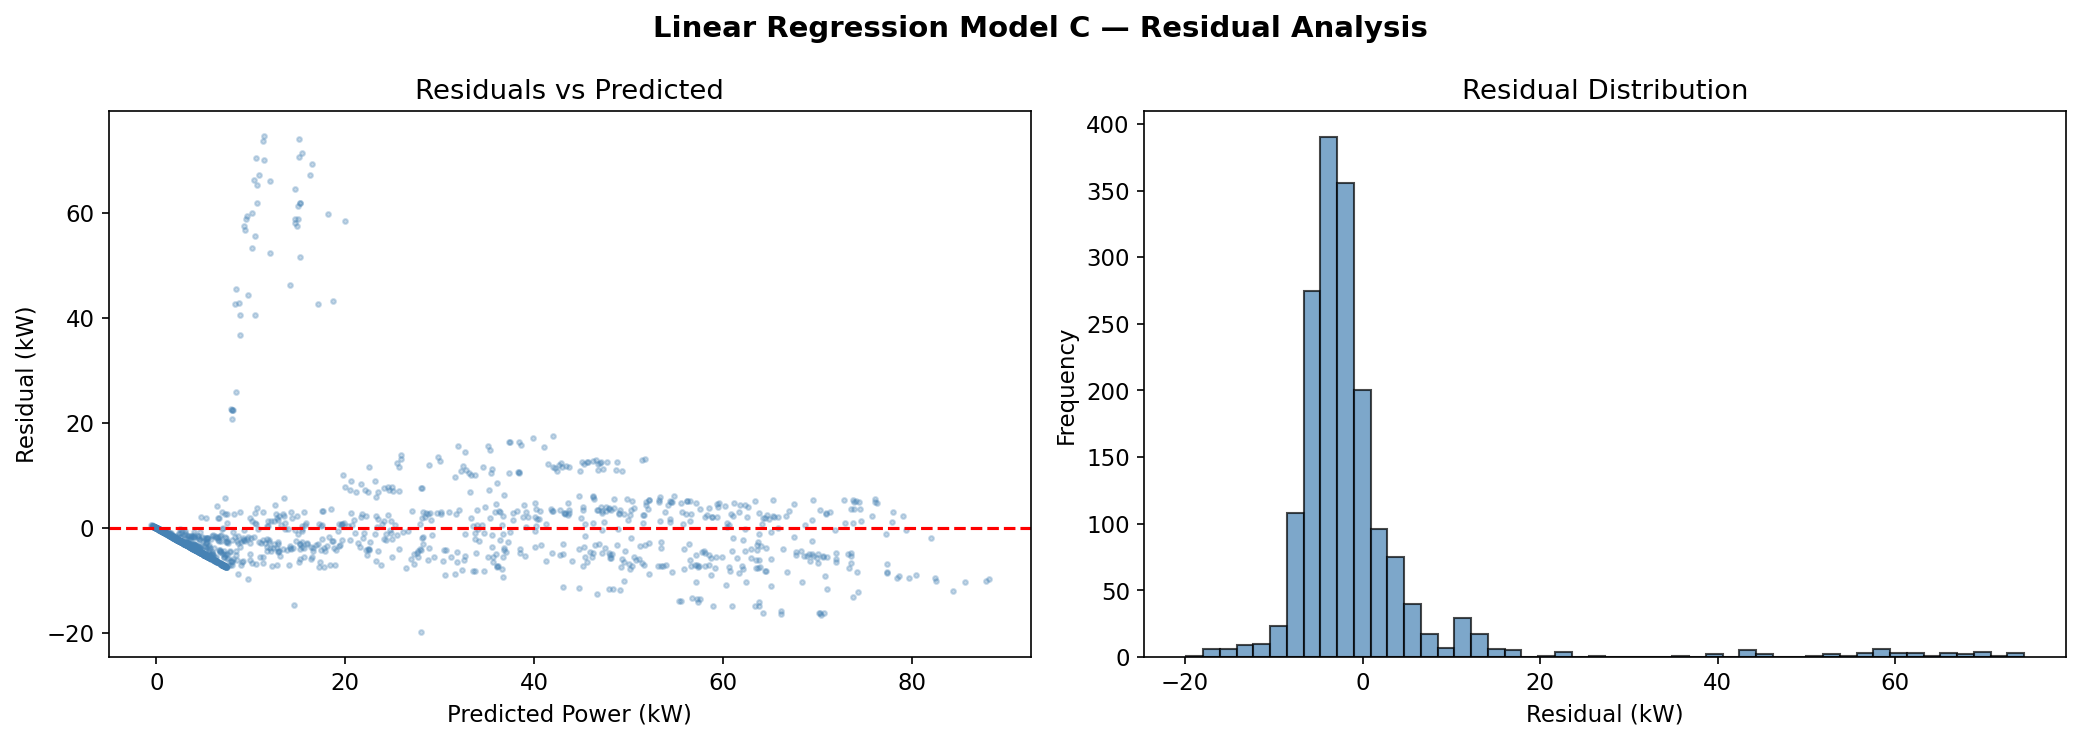 Linear Regression Model C — Residual Analysis
Residuals vs Predicted
Residual (kW)
60
40
20
0
−20
0 20 40 60 80
Predicted Power (kW)
Residual Distribution
Frequency
400
350
300
250
200
150
100
50
0
−20 0 20 40 60
Residual (kW)